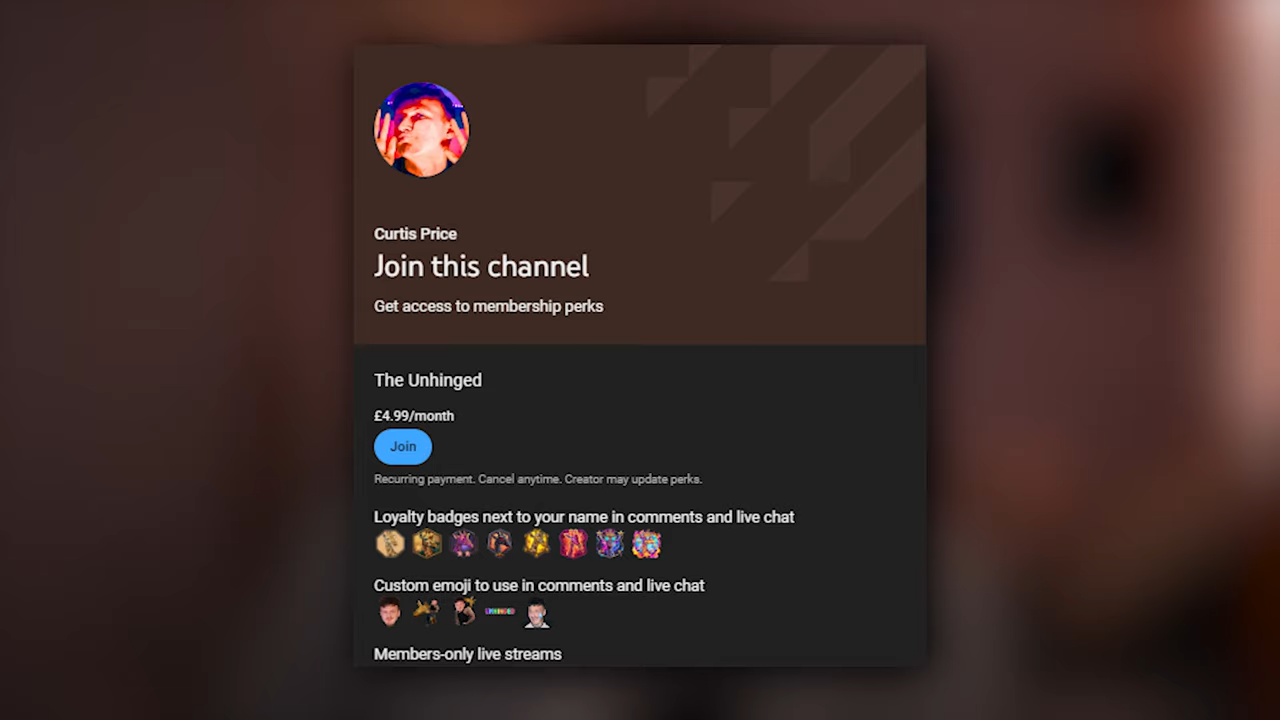 Curtis Price
Join this channel
Get access to membership perks
The Unhinged
£4.99/month
Join
Recurring payment. Cancel anytime. Creator may update perks.
Loyalty badges next to your name in comments and live chat
Custom emoji to use in comments and live chat
Members-only live streams